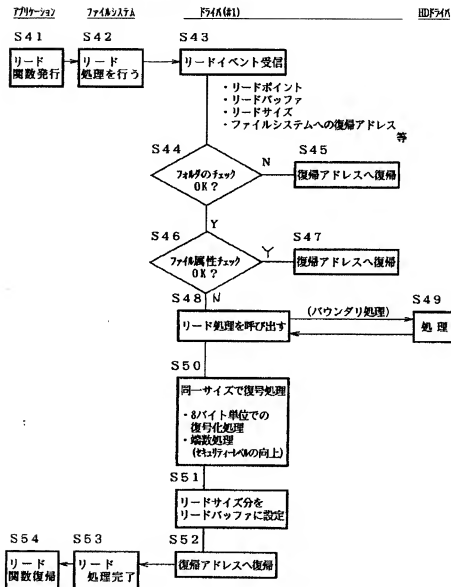 アプリケーション
ファイルシステム
ドライバ(#1)
HDドライバ
S41
S42
S43
リード
関数発行
リード
処理を行う
リードイベント受信
・リードポイント
・リードバッファ
・リードサイズ
・ファイルシステムへの復帰アドレス
等
S44
S45
フォルダのチェック
OK?
N
復帰アドレスへ復帰
Y
S46
S47
ファイル属性チェック
OK?
Y
復帰アドレスへ復帰
S48
N
S49
リード処理を呼び出す
(バウンダリ処理)
処理
S50
同一サイズで復号処理
・8バイト単位での
復号化処理
・端数処理
(セキュリティーレベルの向上)
S51
リードサイズ分を
リードバッファに設定
S54
S53
S52
リード
関数復帰
リード
処理完了
復帰アドレスへ復帰